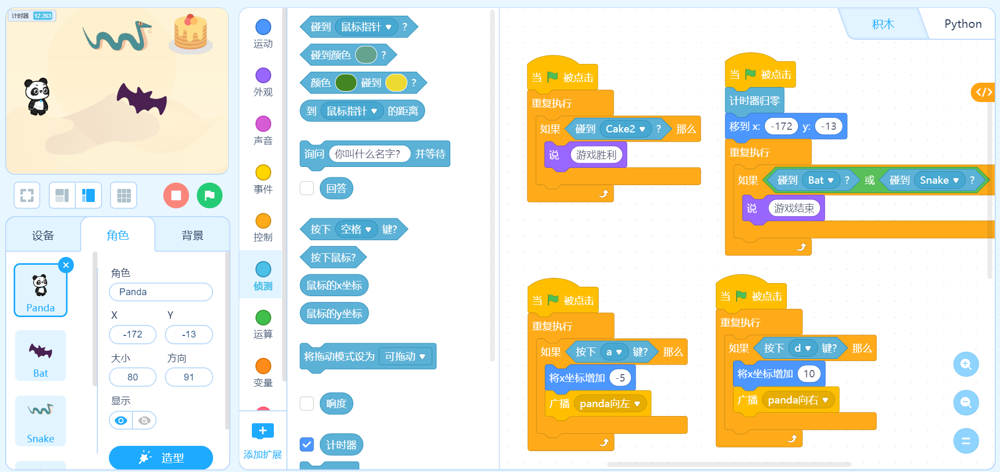 计时器 12.263
设备
角色
背景
Panda
Bat
Snake
角色
Panda
X
Y
-172
-13
大小
方向
80
91
显示
造型
运动
外观
声音
事件
控制
侦测
运算
变量
添加扩展
碰到 鼠标指针 ?
碰到颜色 ?
颜色 碰到 ?
到 鼠标指针 的距离
询问 你叫什么名字? 并等待
回答
按下 空格 键?
按下鼠标?
鼠标的x坐标
鼠标的y坐标
将拖动模式设为 可拖动
响度
计时器
积木
Python
</>
当 被点击
重复执行
如果 碰到 Cake2 ? 那么
说 游戏胜利
当 被点击
计时器归零
移到 x: -172 y: -13
重复执行
如果 碰到 Bat ? 或 碰到 Snake ?
说 游戏结束
当 被点击
重复执行
如果 按下 a 键? 那么
将x坐标增加 -5
广播 panda向左
当 被点击
重复执行
如果 按下 d 键? 那么
将x坐标增加 10
广播 panda向右